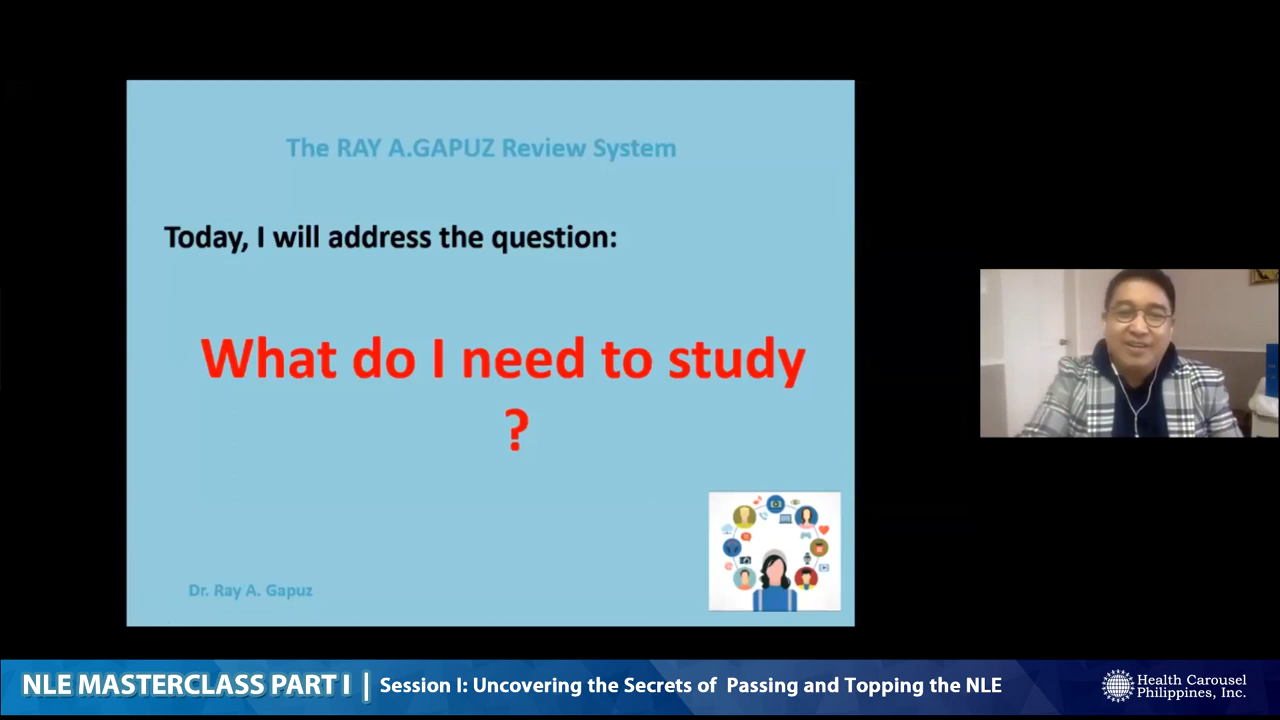 The RAY A.GAPUZ Review System
Today, I will address the question:
What do I need to study
?
Dr. Ray A. Gapuz
NLE MASTERCLASS PART I | Session I: Uncovering the Secrets of Passing and Topping the NLE
Health Carousel
Philippines, Inc.